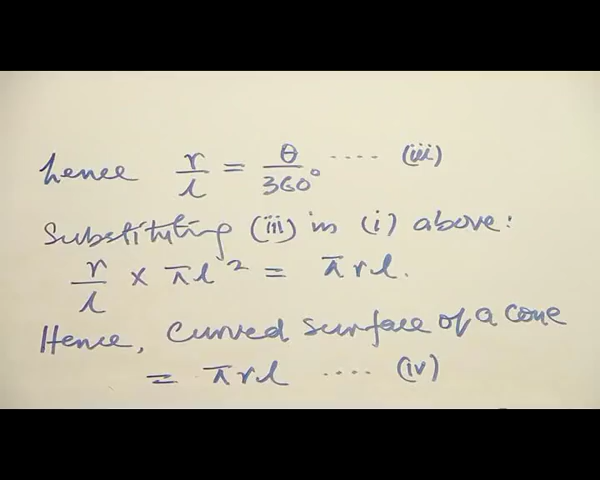 hence r/l = θ/360° .... (iii)
Substituting (iii) in (i) above:
r/l × πl² = πrl.
Hence, Curved surface of a cone
= πrl .... (iv)